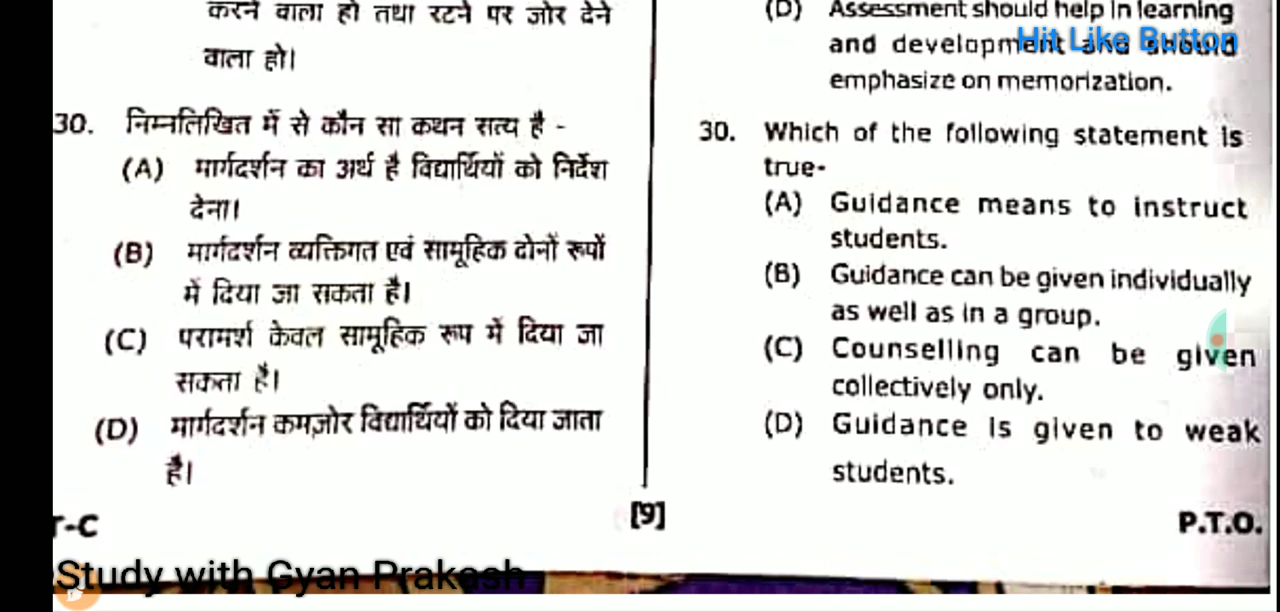 करने वाला हो तथा रटने पर जोर देने
वाला हो।
30. निम्नलिखित में से कौन सा कथन सत्य है -
(A) मार्गदर्शन का अर्थ है विद्यार्थियों को निर्देश
देना।
(B) मार्गदर्शन व्यक्तिगत एवं सामूहिक दोनों रूपों
में दिया जा सकता है।
(C) परामर्श केवल सामूहिक रूप में दिया जा
सकता है।
(D) मार्गदर्शन कमज़ोर विद्यार्थियों को दिया जाता
है।
(D) Assessment should help in learning
and development and should
emphasize on memorization.
Hit Like Button
30. Which of the following statement is
true-
(A) Guidance means to instruct
students.
(B) Guidance can be given individually
as well as in a group.
(C) Counselling can be given
collectively only.
(D) Guidance is given to weak
students.
-C
[9]
P.T.O.
Study with Gyan Prakash